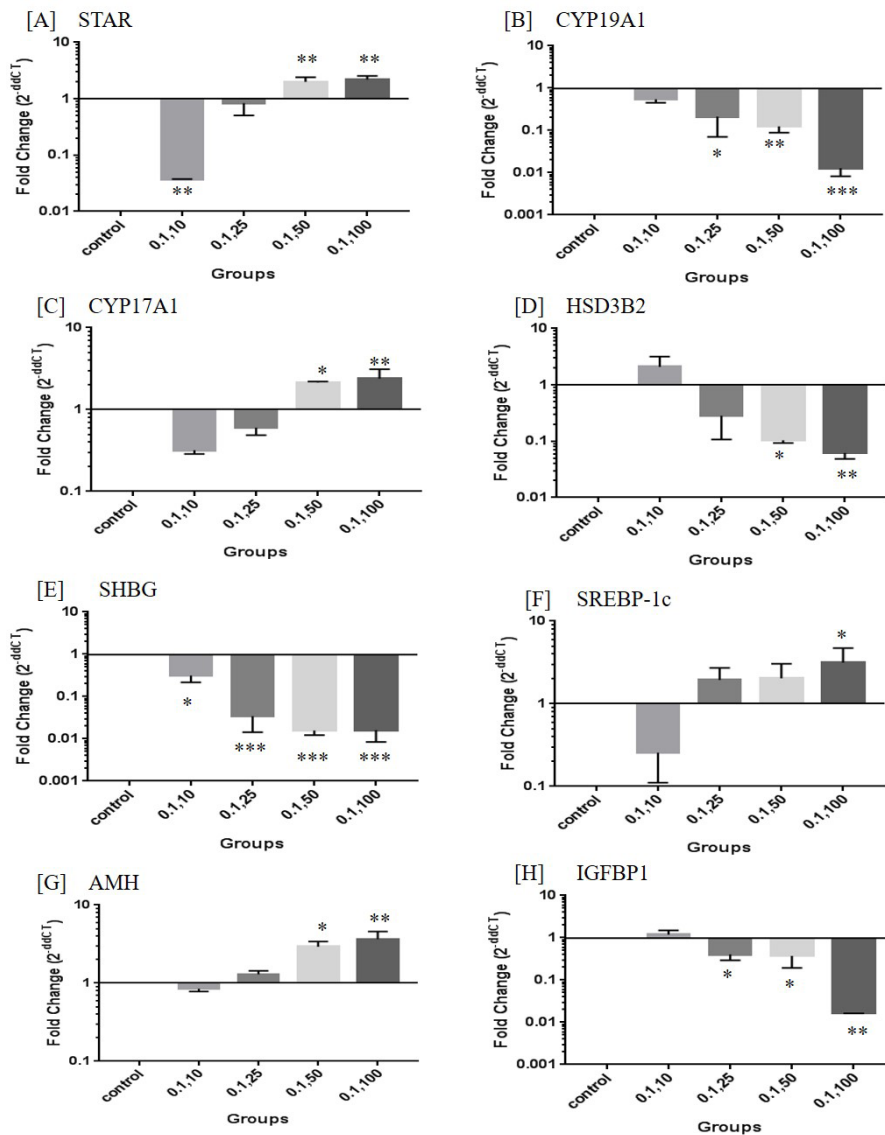 [A] STAR
Fold Change (2^-ddCT)
10
1
0.1
0.01
**
**
**
control
0.1,10
0.1,25
0.1,50
0.1,100
Groups
[B] CYP19A1
Fold Change (2^-ddCT)
10
1
0.1
0.01
0.001
*
**
***
control
0.1,10
0.1,25
0.1,50
0.1,100
Groups
[C] CYP17A1
Fold Change (2^-ddCT)
10
1
0.1
*
**
control
0.1,10
0.1,25
0.1,50
0.1,100
Groups
[D] HSD3B2
Fold Change (2^-ddCT)
10
1
0.1
0.01
*
**
control
0.1,10
0.1,25
0.1,50
0.1,100
Groups
[E] SHBG
Fold Change (2^-ddCT)
10
1
0.1
0.01
0.001
*
***
***
***
control
0.1,10
0.1,25
0.1,50
0.1,100
Groups
[F] SREBP-1c
Fold Change (2^-ddCT)
10
1
0.1
*
control
0.1,10
0.1,25
0.1,50
0.1,100
Groups
[G] AMH
Fold Change (2^-ddCT)
10
1
0.1
*
**
control
0.1,10
0.1,25
0.1,50
0.1,100
Groups
[H] IGFBP1
Fold Change (2^-ddCT)
10
1
0.1
0.01
0.001
*
*
**
control
0.1,10
0.1,25
0.1,50
0.1,100
Groups